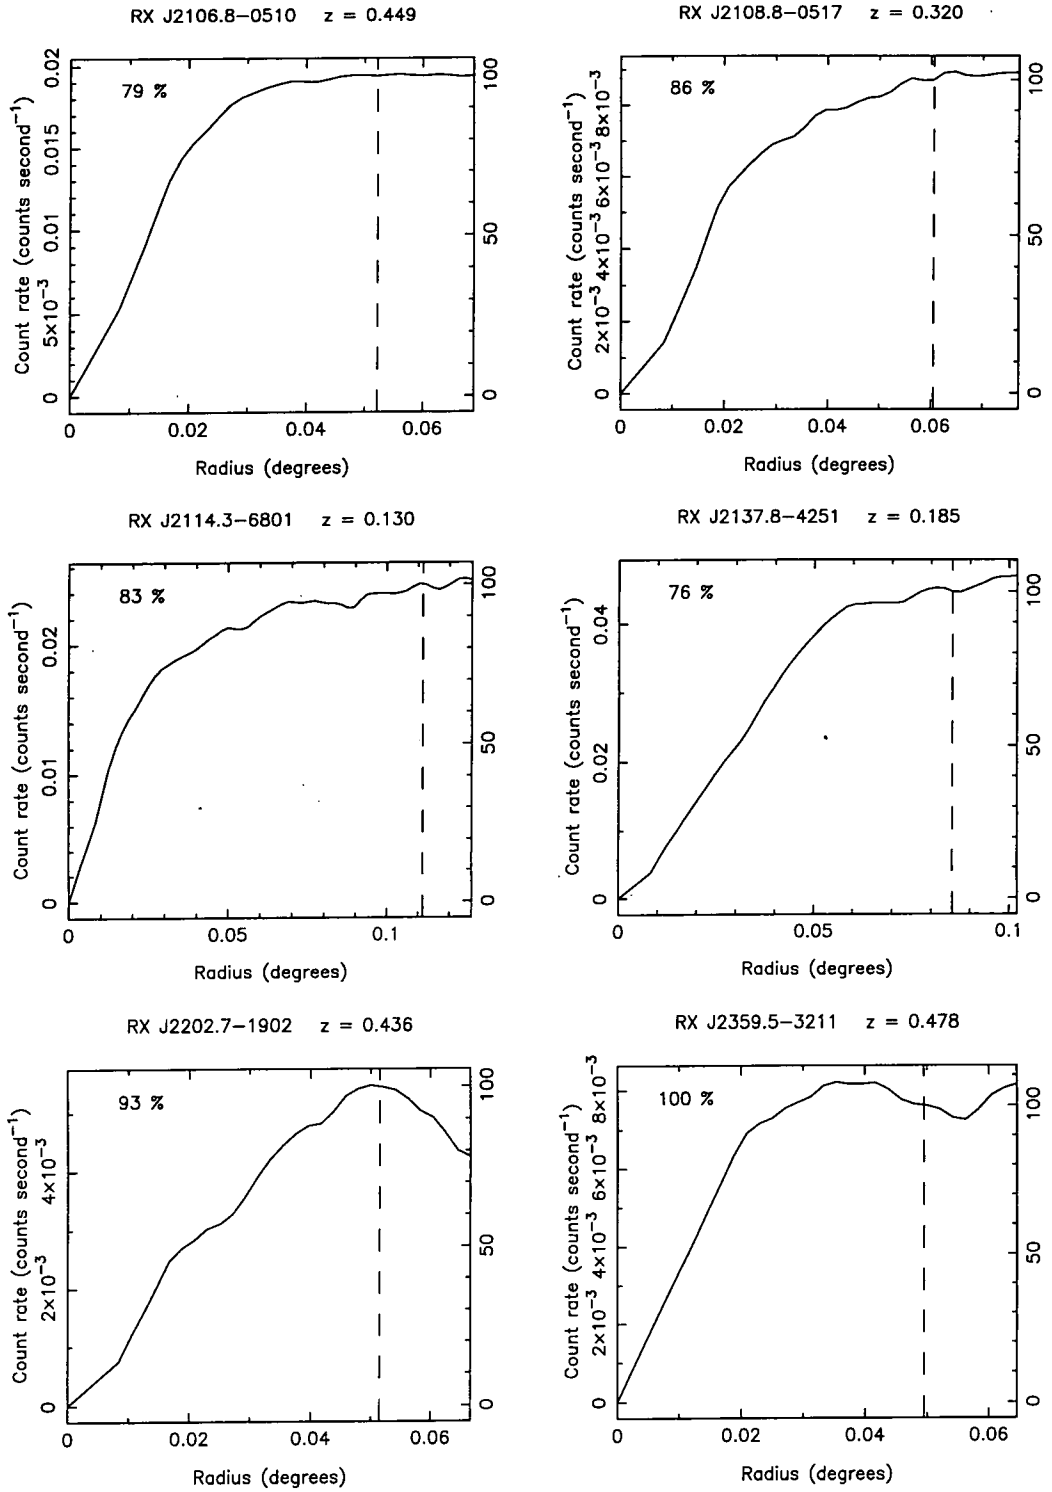 RX J2106.8−0510 z = 0.449
79 %
Count rate (counts second⁻¹)
0 5×10⁻³ 0.01 0.015 0.02
0 50 100
0 0.02 0.04 0.06
Radius (degrees)
RX J2108.8−0517 z = 0.320
86 %
Count rate (counts second⁻¹)
0 2×10⁻³ 4×10⁻³ 6×10⁻³ 8×10⁻³
0 50 100
0 0.02 0.04 0.06
Radius (degrees)
RX J2114.3−6801 z = 0.130
83 %
Count rate (counts second⁻¹)
0 0.01 0.02
0 50 100
0 0.05 0.1
Radius (degrees)
RX J2137.8−4251 z = 0.185
76 %
Count rate (counts second⁻¹)
0 0.02 0.04
0 50 100
0 0.05 0.1
Radius (degrees)
RX J2202.7−1902 z = 0.436
93 %
Count rate (counts second⁻¹)
0 2×10⁻³ 4×10⁻³
0 50 100
0 0.02 0.04 0.06
Radius (degrees)
RX J2359.5−3211 z = 0.478
100 %
Count rate (counts second⁻¹)
0 2×10⁻³ 4×10⁻³ 6×10⁻³ 8×10⁻³
0 50 100
0 0.02 0.04 0.06
Radius (degrees)